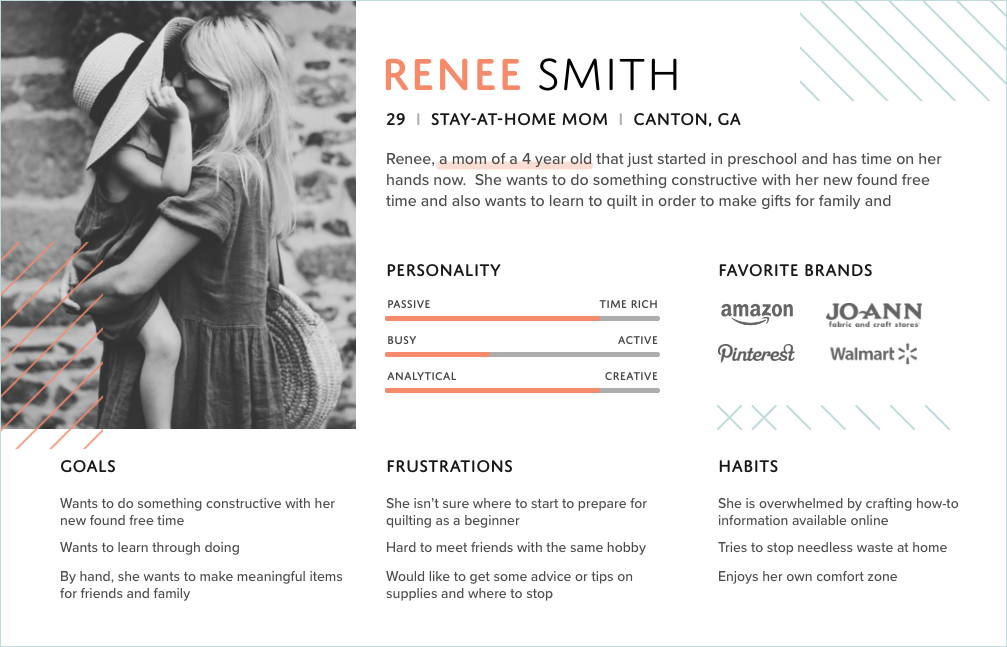 RENEE SMITH
29 | STAY-AT-HOME MOM | CANTON, GA
Renee, a mom of a 4 year old that just started in preschool and has time on her
hands now.  She wants to do something constructive with her new found free
time and also wants to learn to quilt in order to make gifts for family and
PERSONALITY
PASSIVE TIME RICH
BUSY ACTIVE
ANALYTICAL CREATIVE
FAVORITE BRANDS
amazon
JO-ANN
fabric and craft stores®
Pinterest
Walmart
GOALS
Wants to do something constructive with her
new found free time
Wants to learn through doing
By hand, she wants to make meaningful items
for friends and family
FRUSTRATIONS
She isn't sure where to start to prepare for
quilting as a beginner
Hard to meet friends with the same hobby
Would like to get some advice or tips on
supplies and where to stop
HABITS
She is overwhelmed by crafting how-to
information available online
Tries to stop needless waste at home
Enjoys her own comfort zone